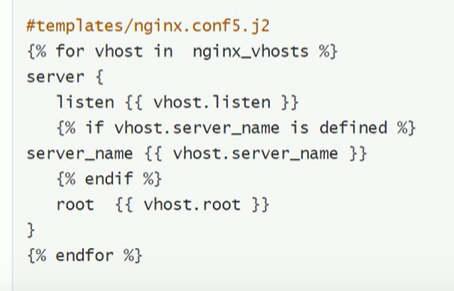 #templates/nginx.conf5.j2
{% for vhost in  nginx_vhosts %}
server {
   listen {{ vhost.listen }}
   {% if vhost.server_name is defined %}
server_name {{ vhost.server_name }}
   {% endif %}
   root  {{ vhost.root }}
}
{% endfor %}